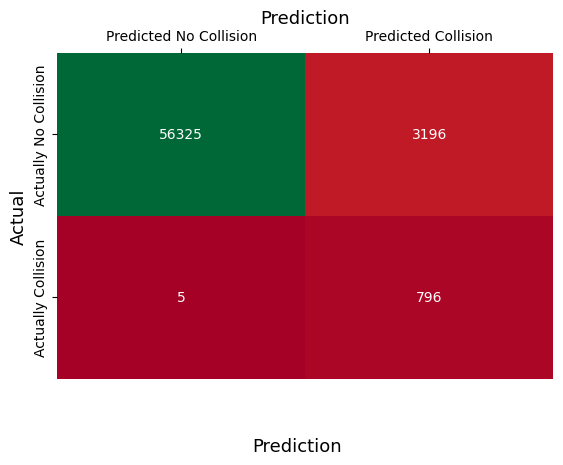 Prediction
Predicted No Collision
Predicted Collision
Actual
Actually No Collision
56325
3196
Actually Collision
5
796
Prediction